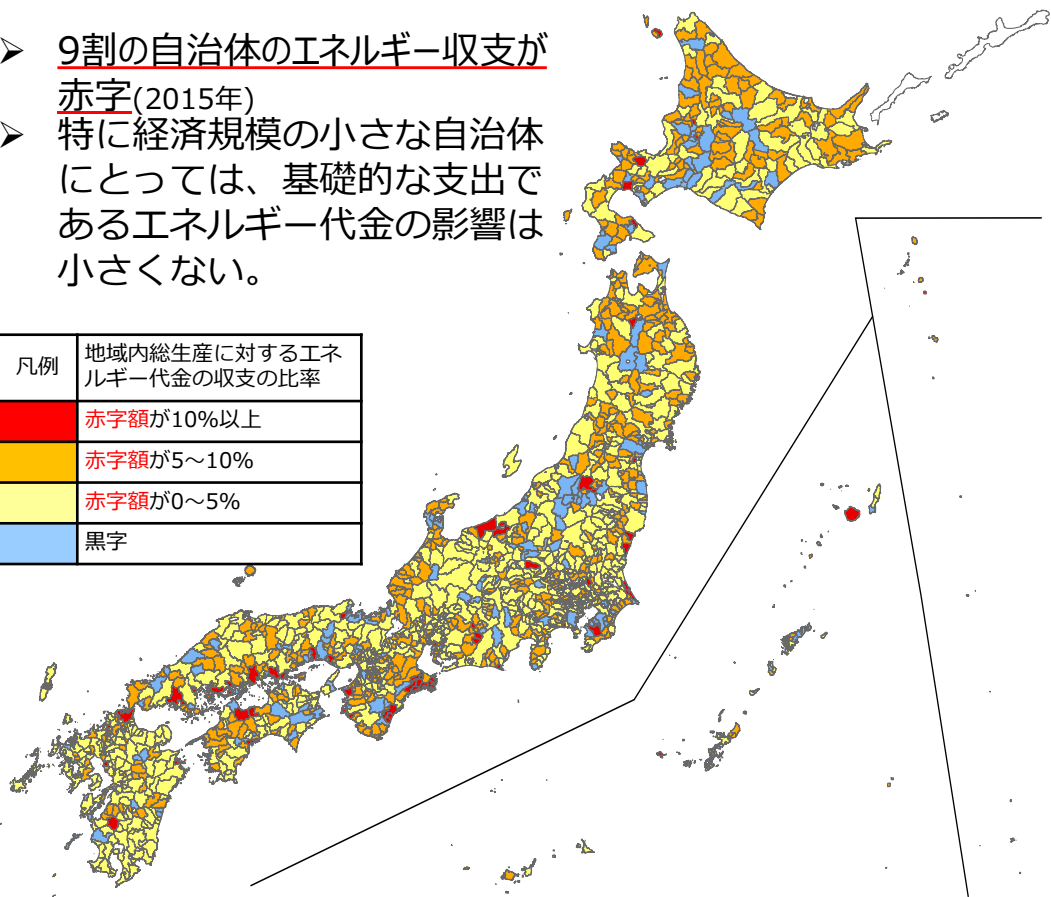 ➢ 9割の自治体のエネルギー収支が
赤字(2015年)
➢ 特に経済規模の小さな自治体
にとっては、基礎的な支出で
あるエネルギー代金の影響は
小さくない。
凡例 地域内総生産に対するエネ
ルギー代金の収支の比率
赤字額が10%以上
赤字額が5～10%
赤字額が0～5%
黒字